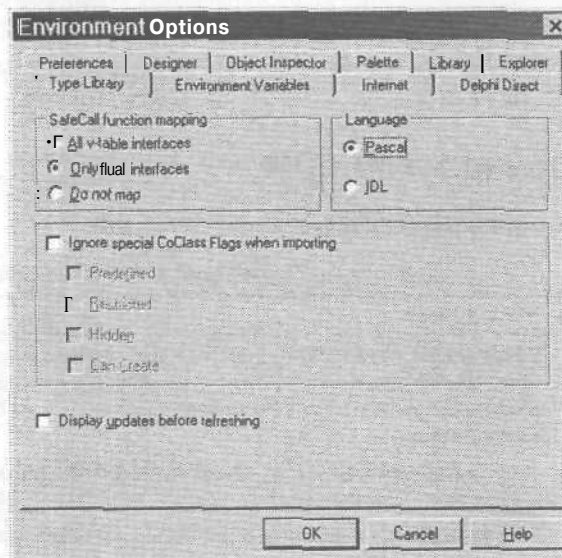 Environment Options
Preferences Designer Object Inspector Palette Library Explorer
Type Library Environment Variables Internet Delphi Direct
SafeCall function mapping
All v-table interfaces
Only flual interfaces
Do not map
Language
Pascal
JDL
Ignore special CoClass Flags when importing
Predefined
Restricted
Hidden
Can Create
Display updates before refreshing
OK Cancel Help